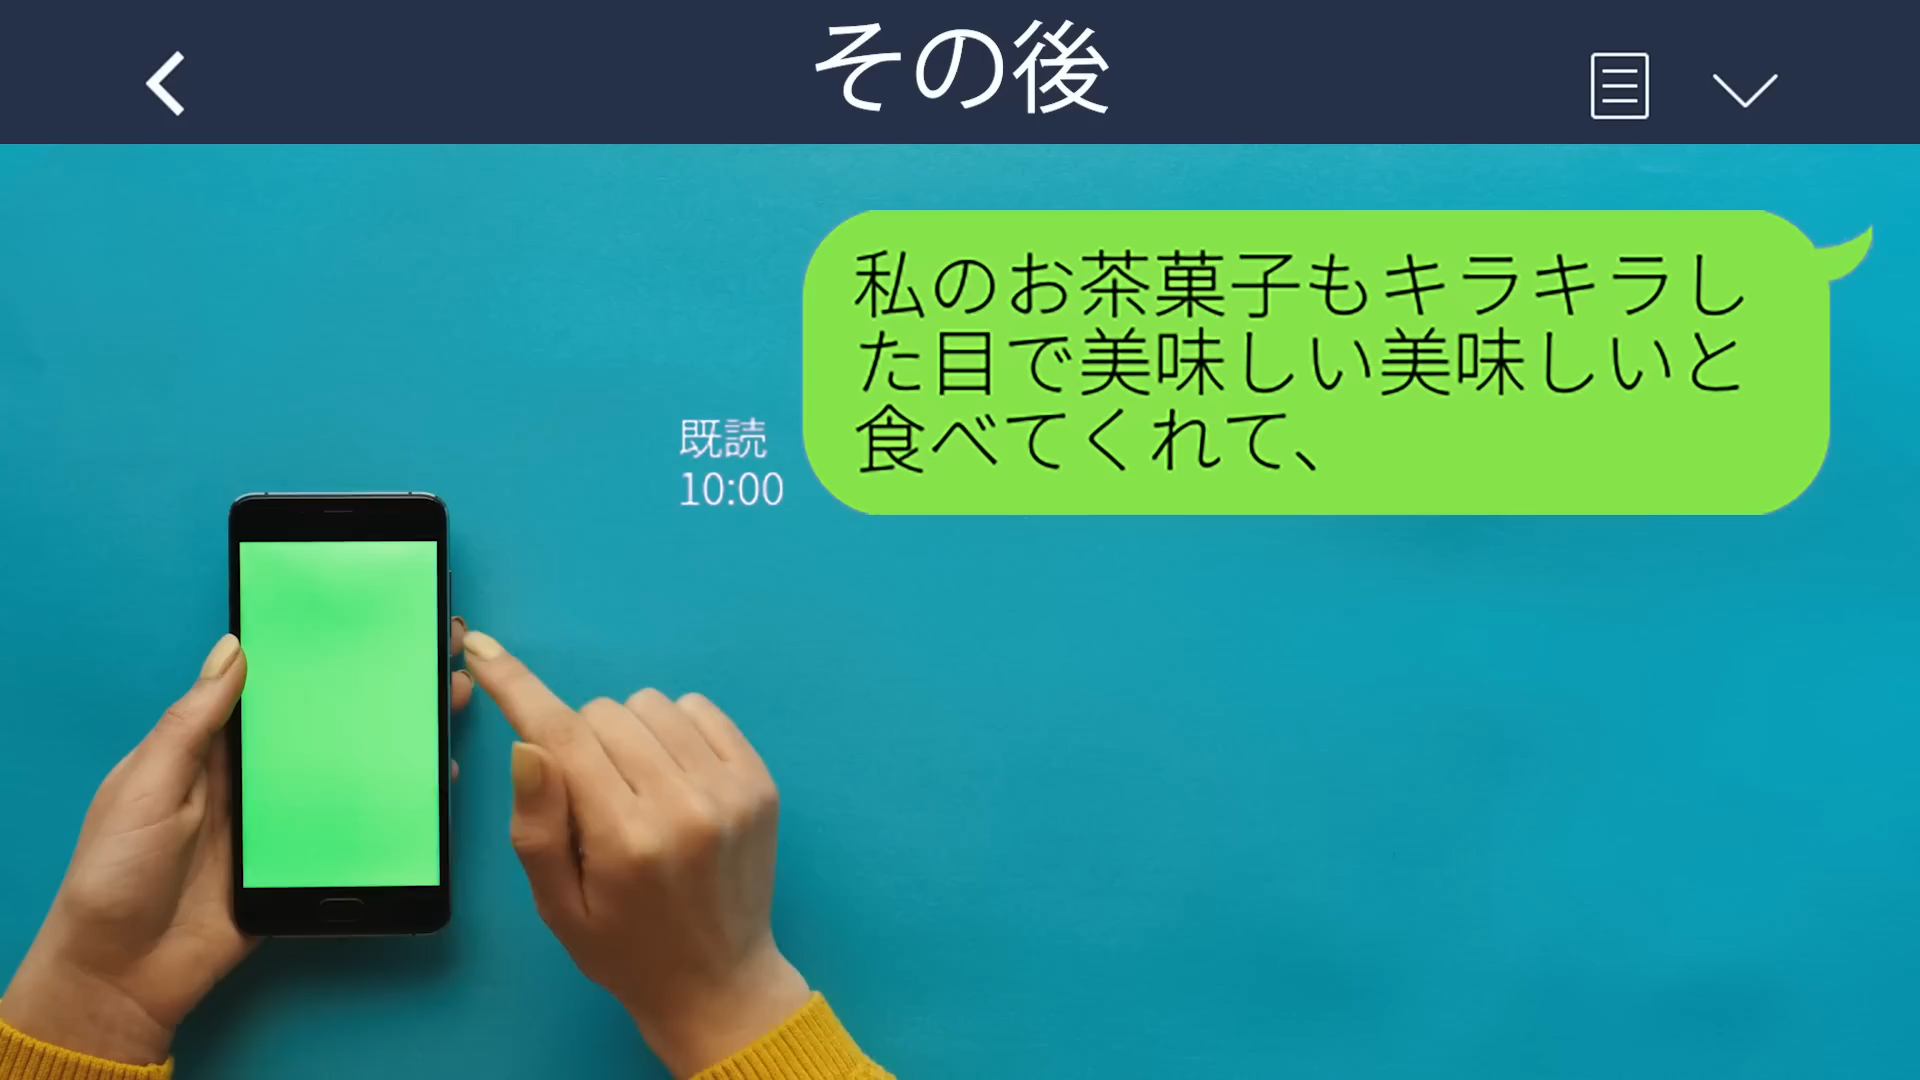 その後
私のお茶菓子もキラキラし
た目で美味しい美味しいと
食べてくれて、
既読
10:00